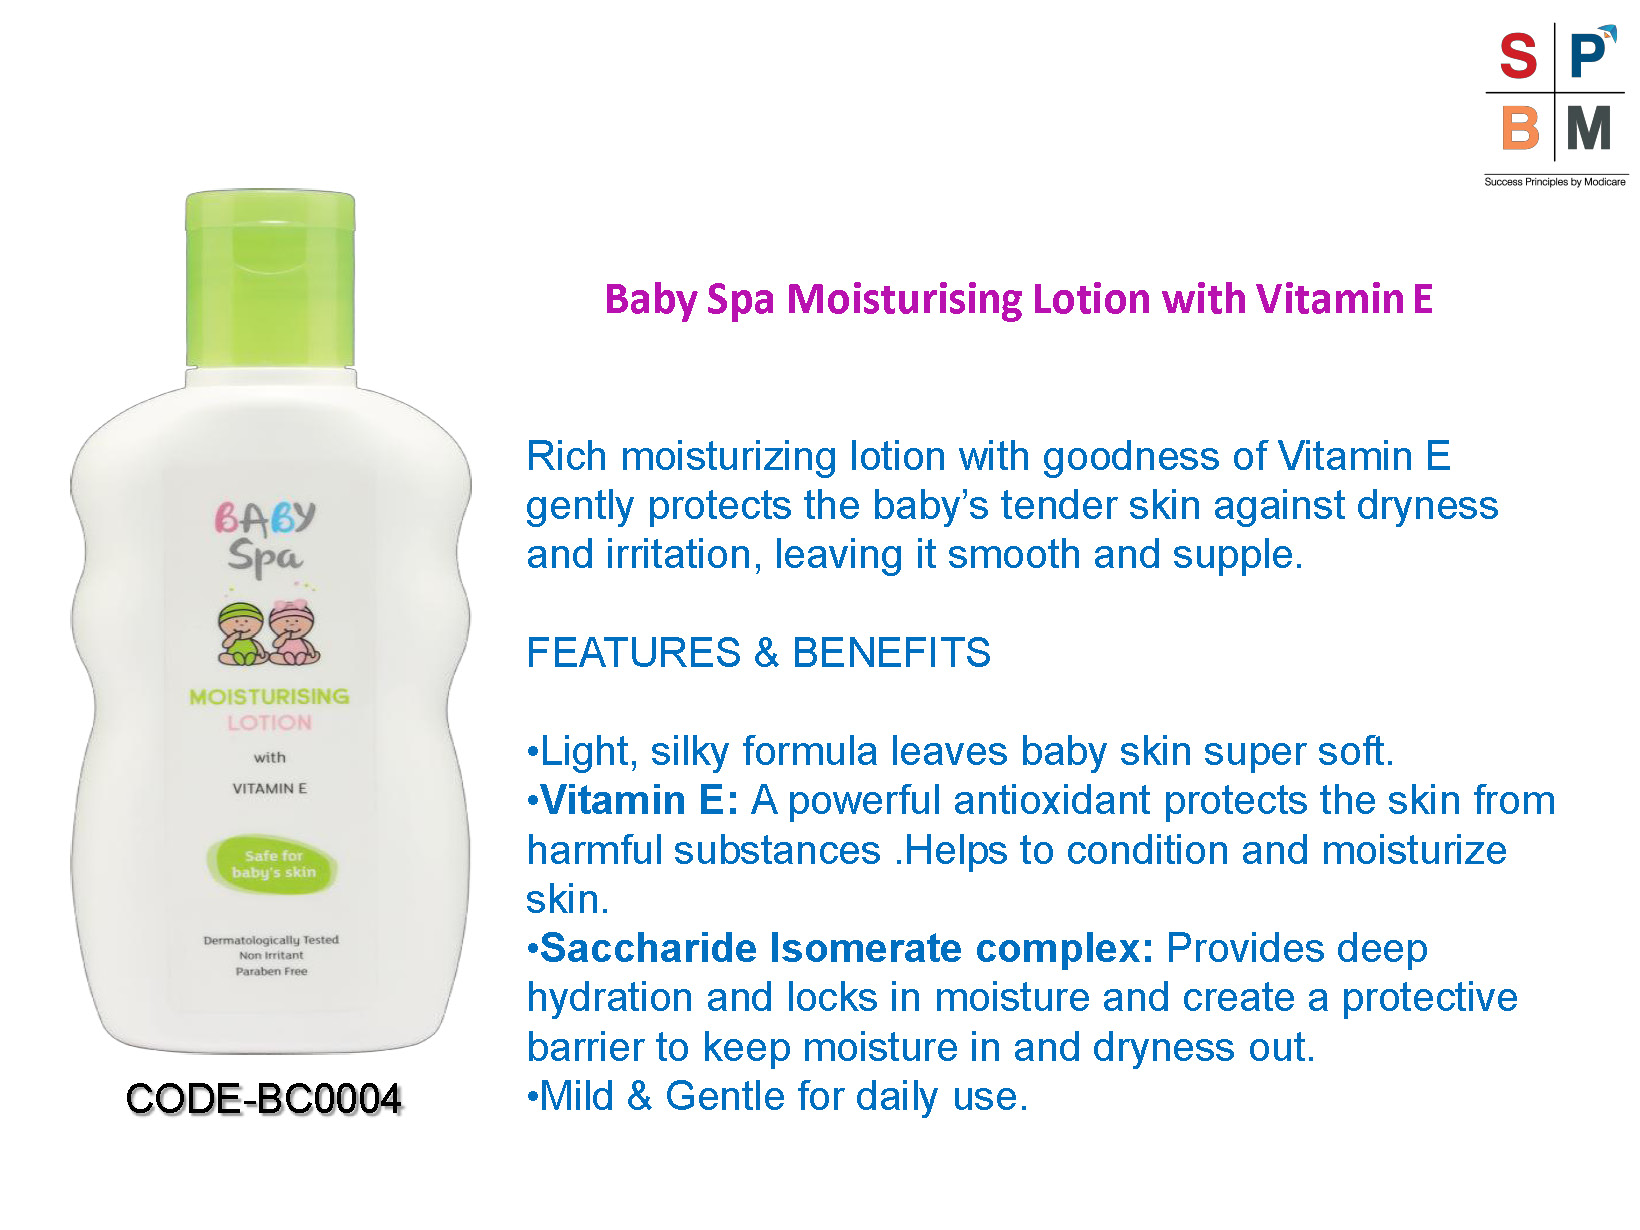 S P
B M
Success Principles by Modicare
Baby Spa Moisturising Lotion with Vitamin E
Rich moisturizing lotion with goodness of Vitamin E
gently protects the baby’s tender skin against dryness
and irritation, leaving it smooth and supple.
FEATURES & BENEFITS
•Light, silky formula leaves baby skin super soft.
•Vitamin E: A powerful antioxidant protects the skin from
harmful substances .Helps to condition and moisturize
skin.
•Saccharide Isomerate complex: Provides deep
hydration and locks in moisture and create a protective
barrier to keep moisture in and dryness out.
•Mild & Gentle for daily use.
BABY
Spa
MOISTURISING
LOTION
with
VITAMIN E
Safe for
baby's skin
Dermatologically Tested
Non Irritant
Paraben Free
CODE-BC0004